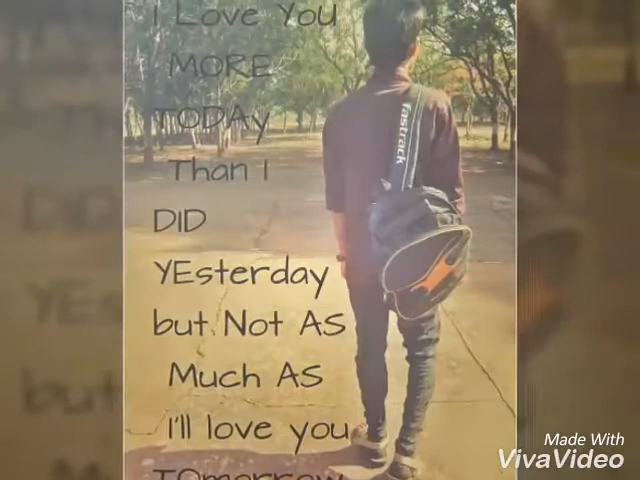 I Love You
MORE
TODAy
Than I
DID
YEsterday
but Not AS
Much AS
I'll love you
TOmorrow
fastrack
Made With
VivaVideo